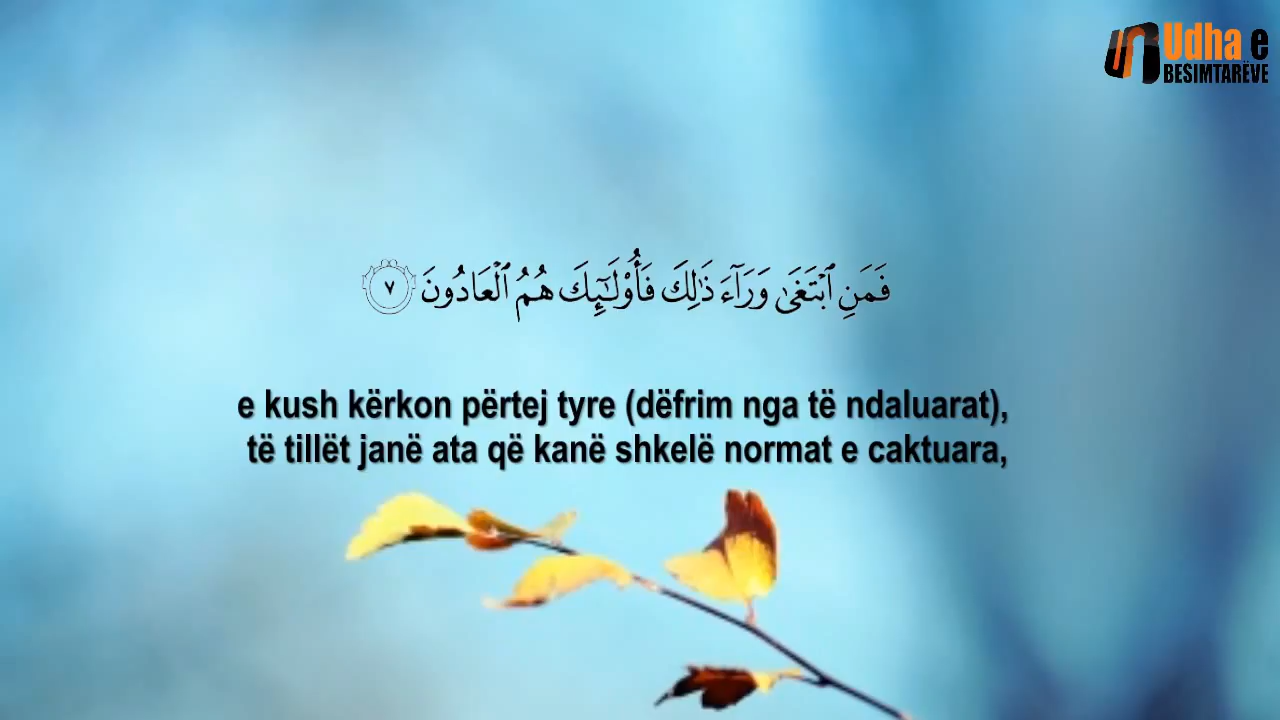 Udha e
BESIMTARËVE
فَمَنِ ٱبۡتَغَىٰ وَرَآءَ ذَٰلِكَ فَأُوْلَـٰٓئِكَ هُمُ ٱلۡعَادُونَ ٧
e kush kërkon përtej tyre (dëfrim nga të ndaluarat),
të tillët janë ata që kanë shkelë normat e caktuara,